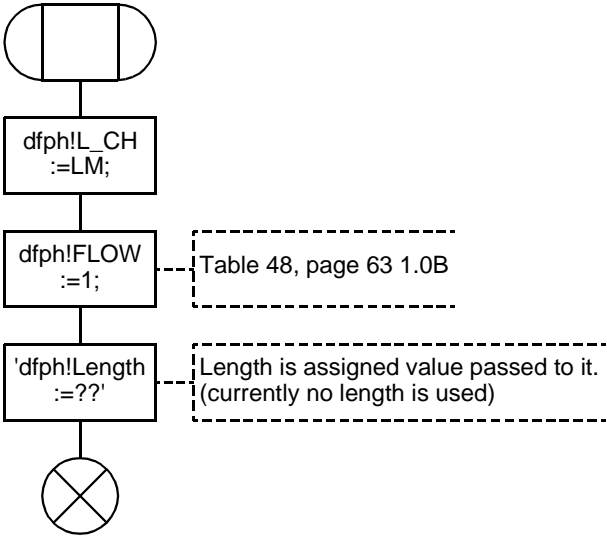 dfph!L_CH
:=LM;
dfph!FLOW
:=1;
Table 48, page 63 1.0B
'dfph!Length
:=??'
Length is assigned value passed to it.
(currently no length is used)